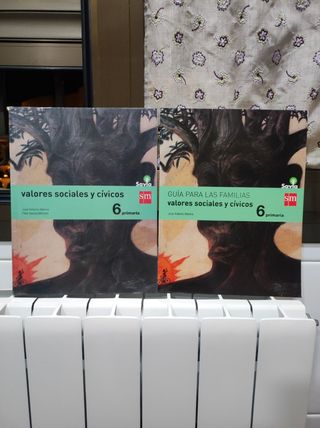 Savia
valores sociales y cívicos
sm
6 primaria
Savia
GUÍA PARA LAS FAMILIAS
valores sociales y cívicos
sm
6 primaria